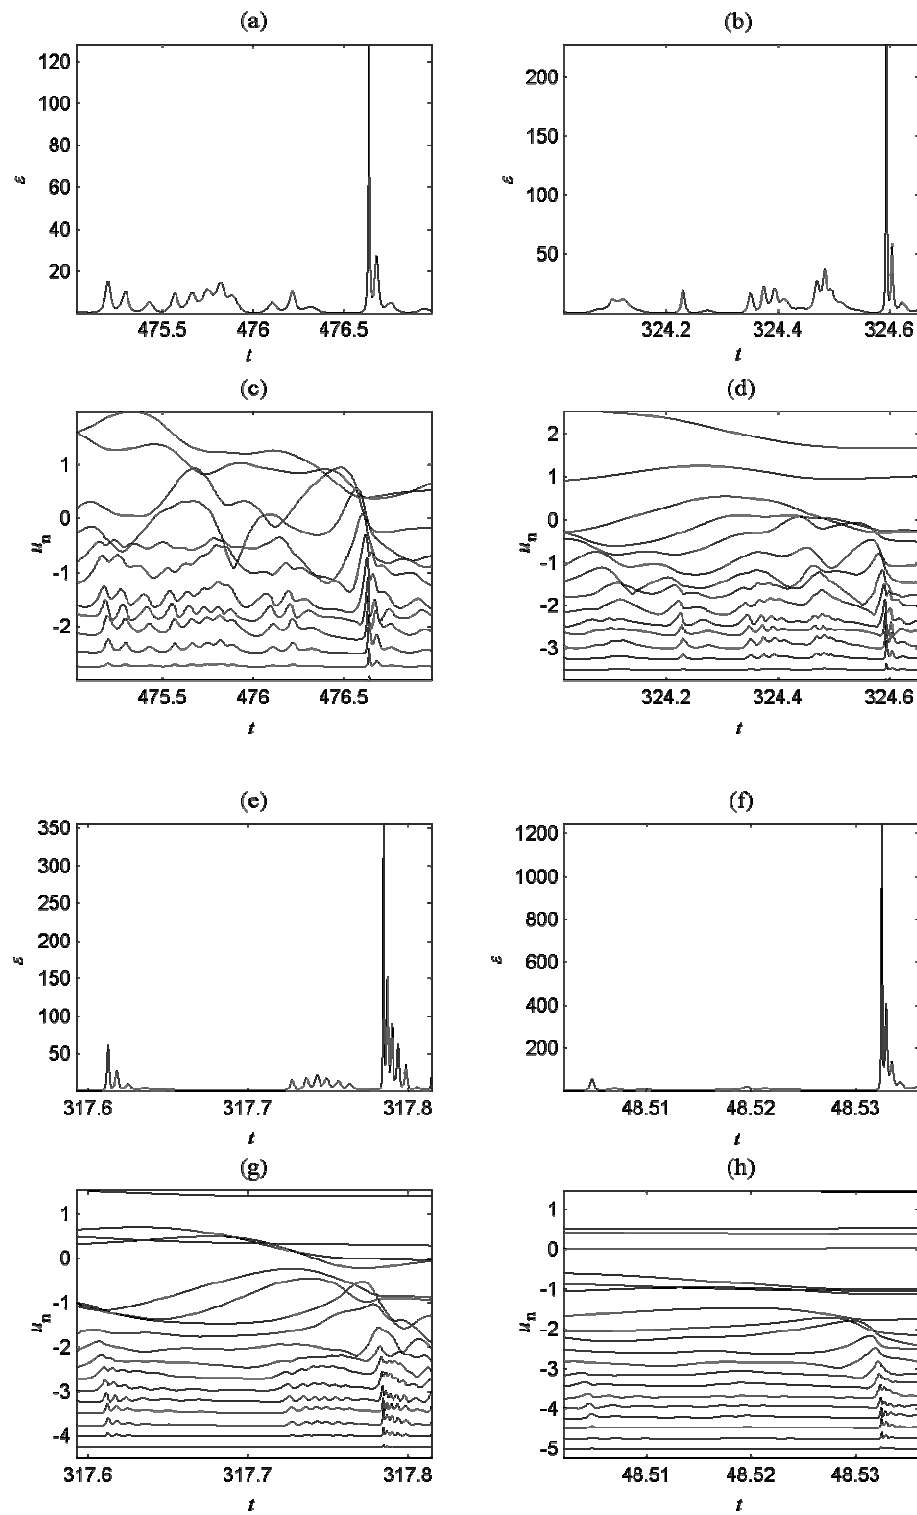 (a) (b)
120
100
80
60
40
20
ε
475.5 476 476.5
t
200
150
100
50
ε
324.2 324.4 324.6
t
(c) (d)
1
0
-1
-2
u_n
475.5 476 476.5
t
2
1
0
-1
-2
-3
u_n
324.2 324.4 324.6
t
(e) (f)
350
300
250
200
150
100
50
ε
317.6 317.7 317.8
t
1200
1000
800
600
400
200
ε
48.51 48.52 48.53
t
(g) (h)
1
0
-1
-2
-3
-4
u_n
317.6 317.7 317.8
t
1
0
-1
-2
-3
-4
-5
u_n
48.51 48.52 48.53
t